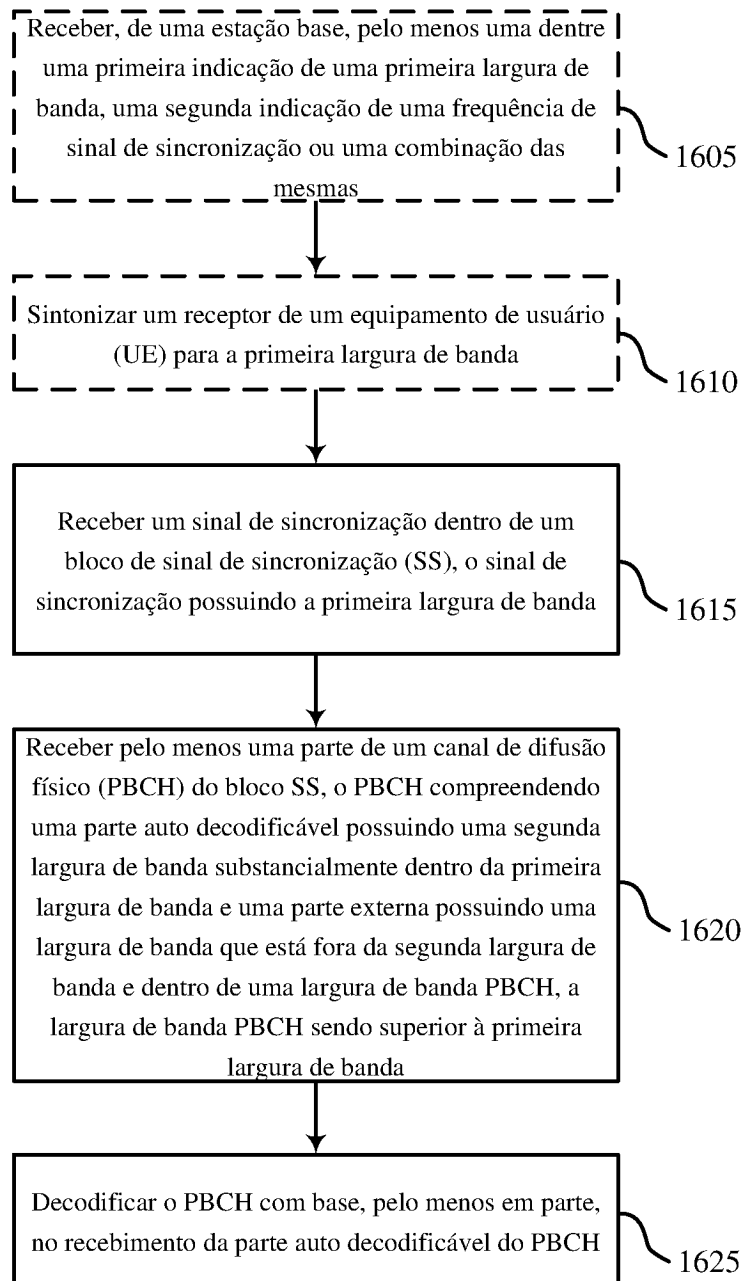 Receber, de uma estação base, pelo menos uma dentre
uma primeira indicação de uma primeira largura de
banda, uma segunda indicação de uma frequência de
sinal de sincronização ou uma combinação das
mesmas
1605
Sintonizar um receptor de um equipamento de usuário
(UE) para a primeira largura de banda
1610
Receber um sinal de sincronização dentro de um
bloco de sinal de sincronização (SS), o sinal de
sincronização possuindo a primeira largura de banda
1615
Receber pelo menos uma parte de um canal de difusão
físico (PBCH) do bloco SS, o PBCH compreendendo
uma parte auto decodificável possuindo uma segunda
largura de banda substancialmente dentro da primeira
largura de banda e uma parte externa possuindo uma
largura de banda que está fora da segunda largura de
banda e dentro de uma largura de banda PBCH, a
largura de banda PBCH sendo superior à primeira
largura de banda
1620
Decodificar o PBCH com base, pelo menos em parte,
no recebimento da parte auto decodificável do PBCH
1625